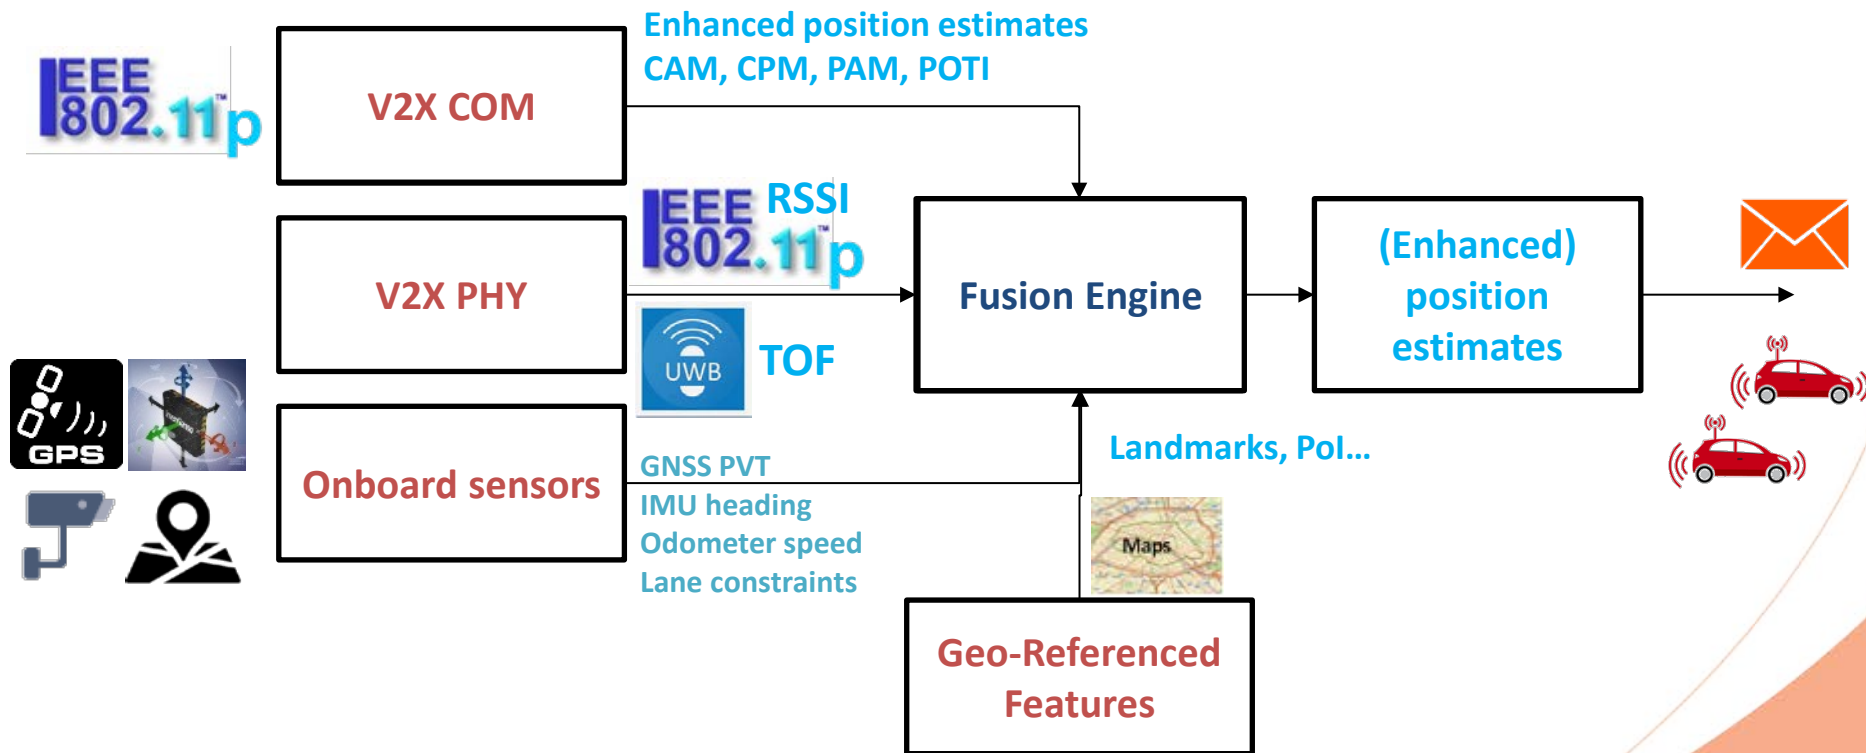 Enhanced position estimates
CAM, CPM, PAM, POTI
IEEE
802.11™p
V2X COM
IEEE RSSI
802.11™p
V2X PHY
UWB
TOF
Fusion Engine
(Enhanced)
position
estimates
GPS
Onboard sensors
GNSS PVT
IMU heading
Odometer speed
Lane constraints
Landmarks, PoI...
Maps
Geo-Referenced
Features